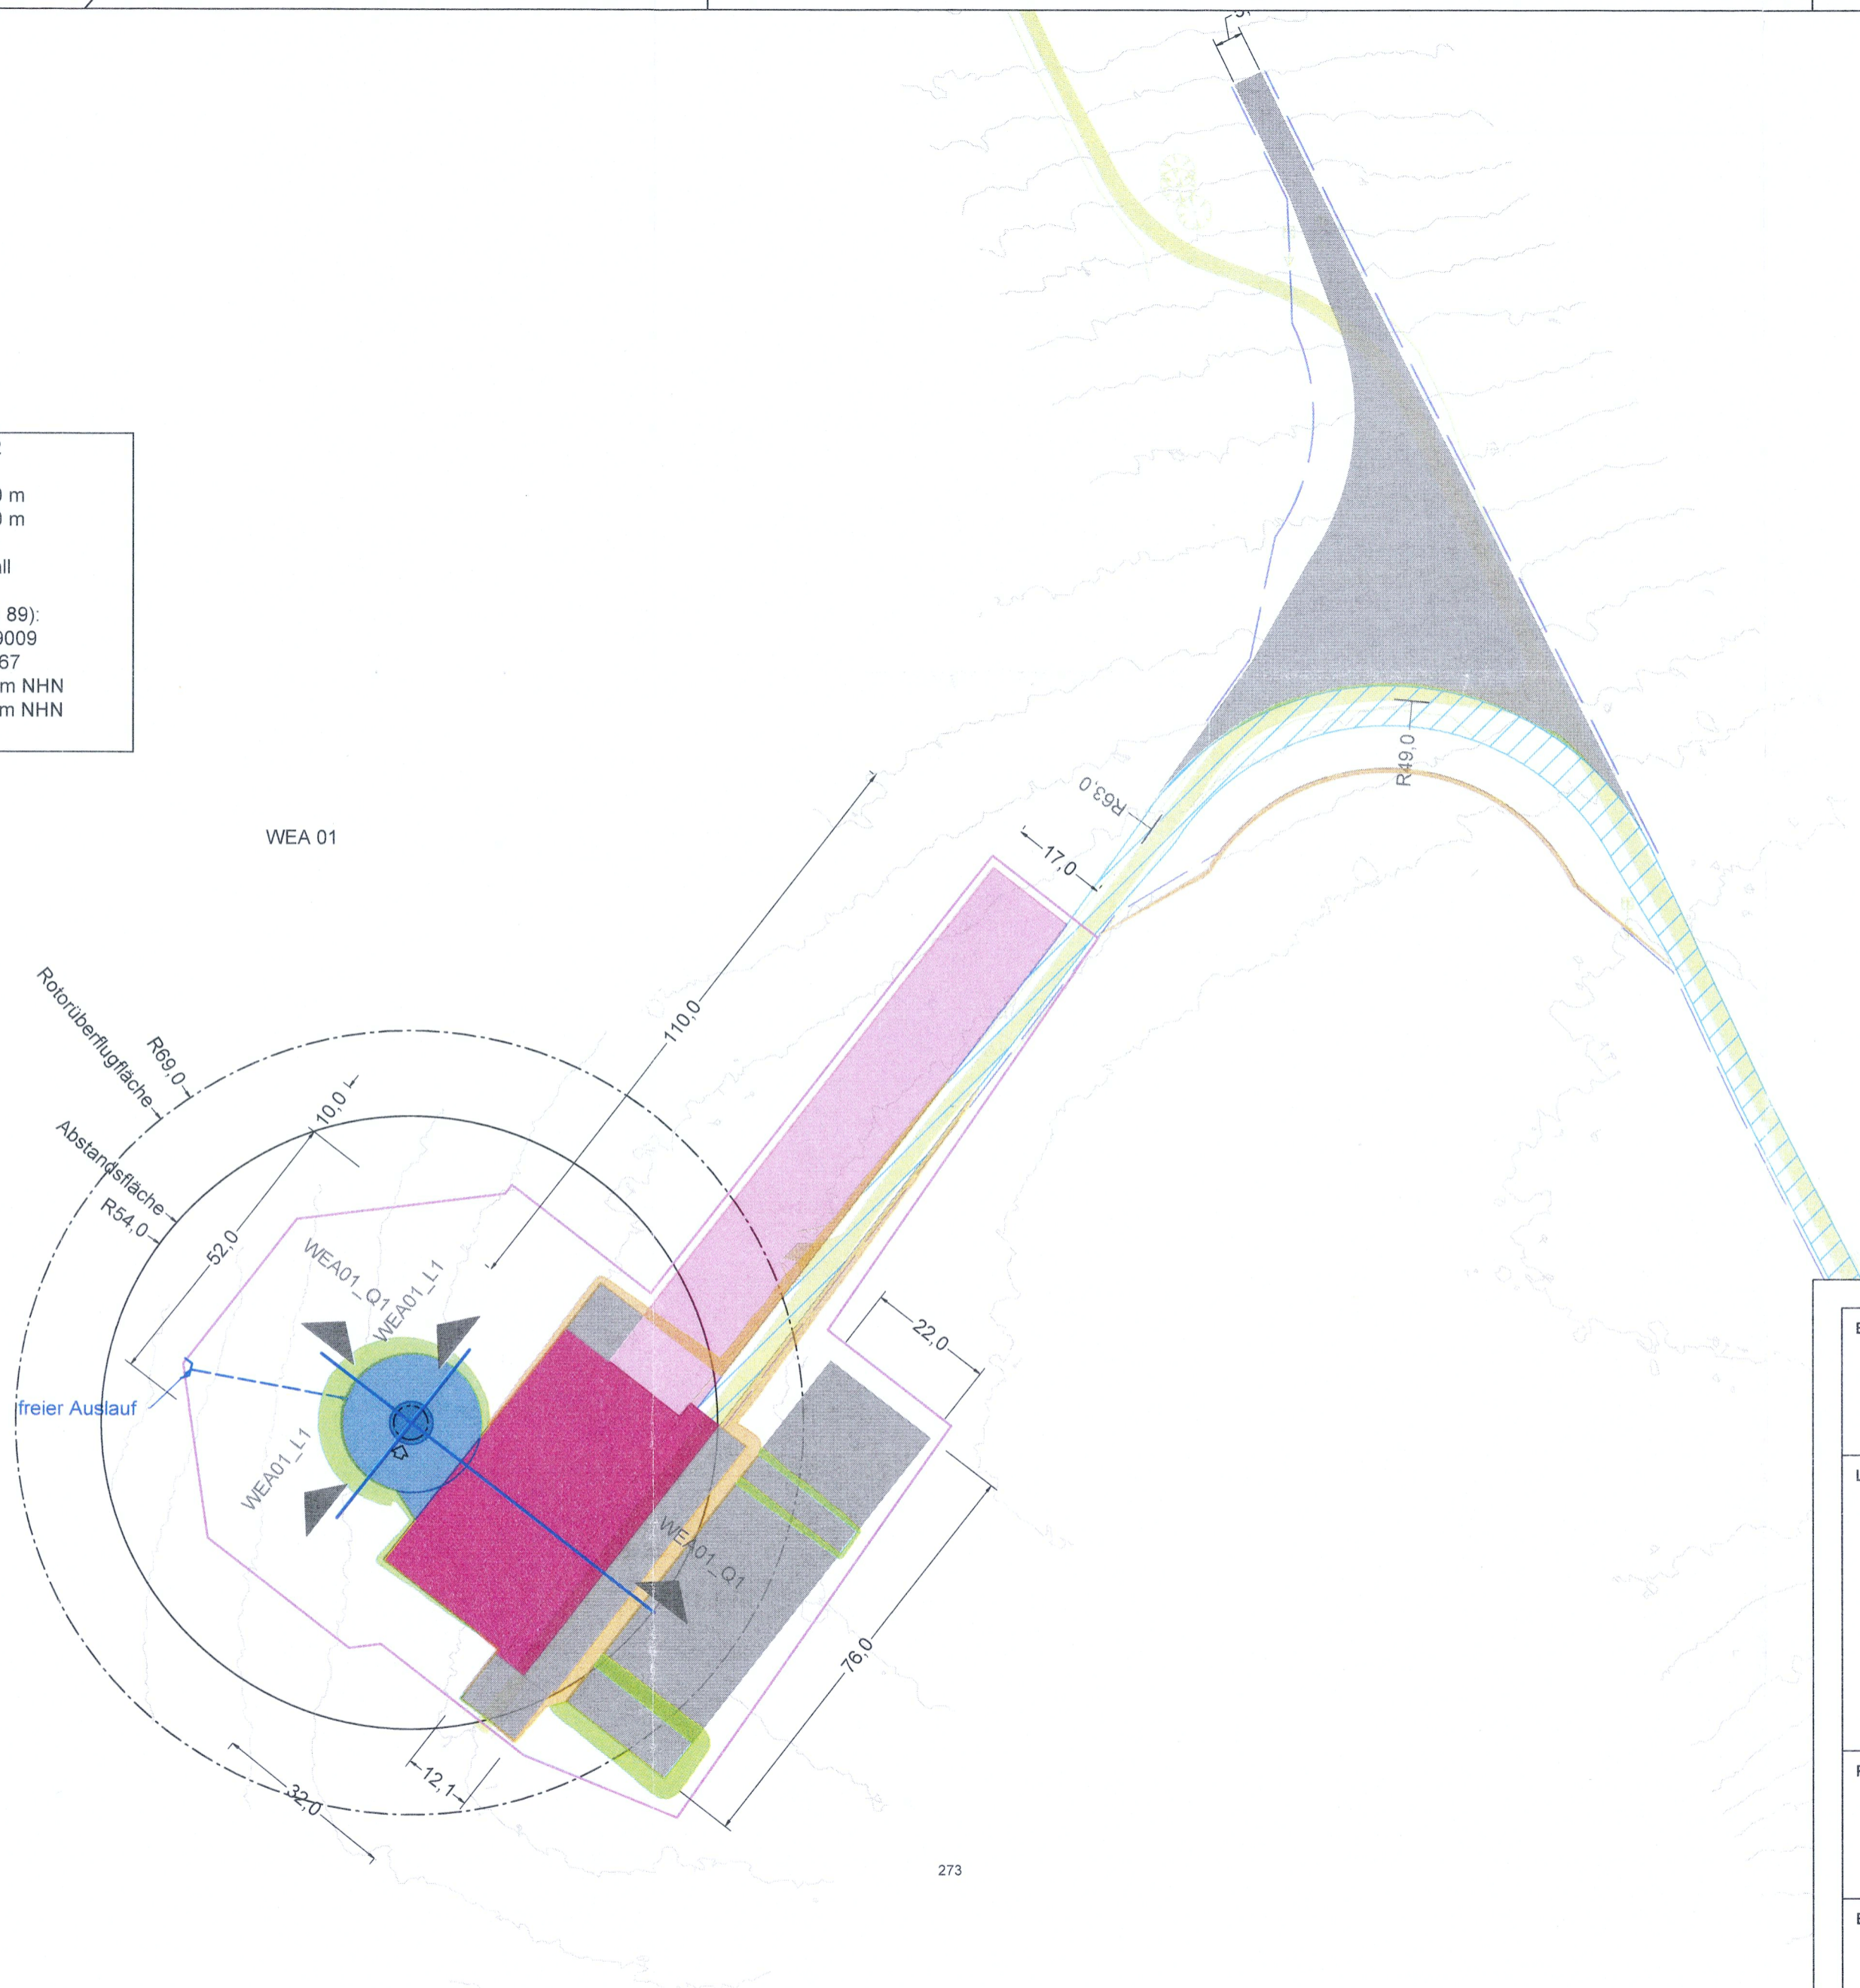 0 m
0 m
all
89):
9009
67
m NHN
m NHN
WEA 01
R63,0
R49,0
17,0
110,0
Rotorüberflugfläche
R69,0
10,0
Abstandsfläche
R54,0
52,0
WEA01_Q1
WEA01_L1
22,0
freier Auslauf
WEA01_L1
WEA01_Q1
76,0
12,1
32,0
273